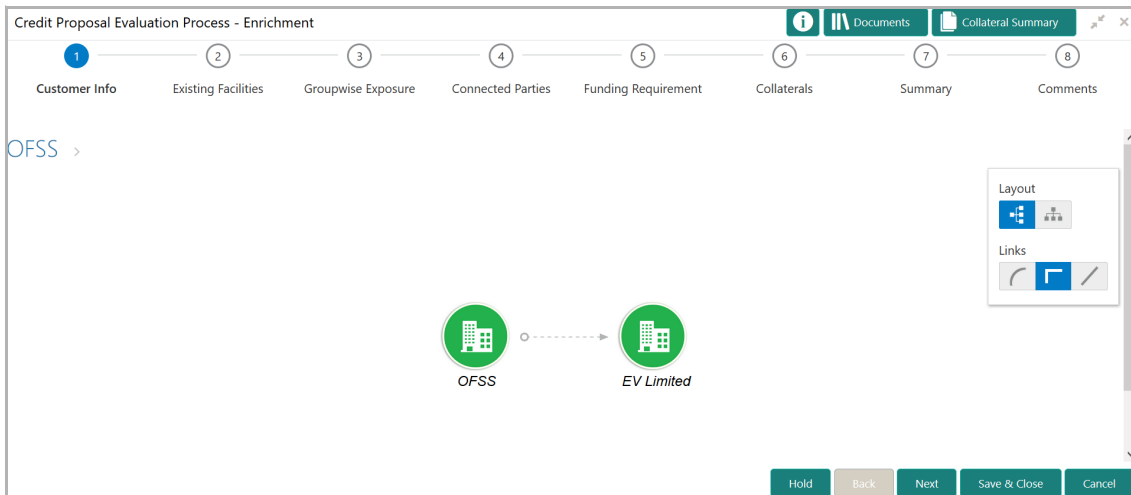 Credit Proposal Evaluation Process - Enrichment
Documents
Collateral Summary
1 2 3 4 5 6 7 8
Customer Info Existing Facilities Groupwise Exposure Connected Parties Funding Requirement Collaterals Summary Comments
OFSS
Layout
Links
OFSS EV Limited
Hold Back Next Save & Close Cancel